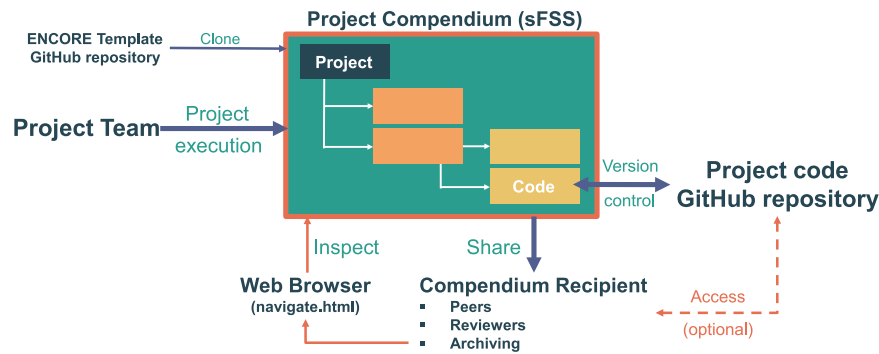 Project Compendium (sFSS)
ENCORE Template
GitHub repository
Clone
Project
Project Team
Project
execution
Code
Version
control
Project code
GitHub repository
Inspect
Share
Web Browser
(navigate.html)
Compendium Recipient
▪ Peers
▪ Reviewers
▪ Archiving
Access
(optional)